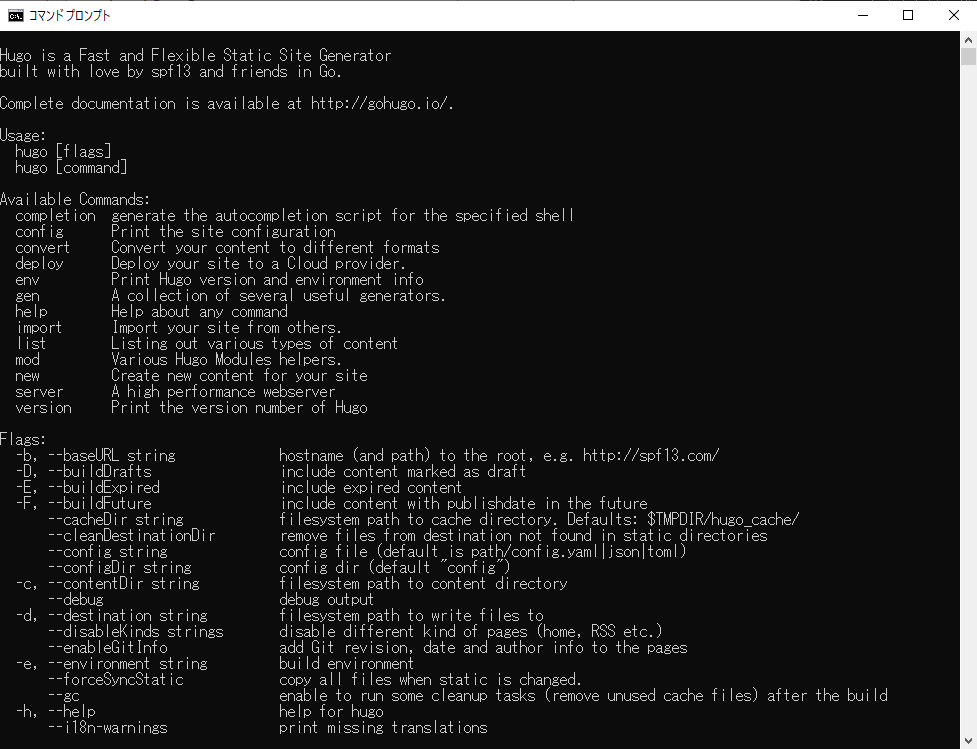 コマンド プロンプト
Hugo is a Fast and Flexible Static Site Generator
built with love by spf13 and friends in Go.
Complete documentation is available at http://gohugo.io/.
Usage:
hugo [flags]
hugo [command]
Available Commands:
completion generate the autocompletion script for the specified shell
config Print the site configuration
convert Convert your content to different formats
deploy Deploy your site to a Cloud provider.
env Print Hugo version and environment info
gen A collection of several useful generators.
help Help about any command
import Import your site from others.
list Listing out various types of content
mod Various Hugo Modules helpers.
new Create new content for your site
server A high performance webserver
version Print the version number of Hugo
Flags:
-b, --baseURL string hostname (and path) to the root, e.g. http://spf13.com/
-D, --buildDrafts include content marked as draft
-E, --buildExpired include expired content
-F, --buildFuture include content with publishdate in the future
--cacheDir string filesystem path to cache directory. Defaults: $TMPDIR/hugo_cache/
--cleanDestinationDir remove files from destination not found in static directories
--config string config file (default is path/config.yaml|json|toml)
--configDir string config dir (default "config")
-c, --contentDir string filesystem path to content directory
--debug debug output
-d, --destination string filesystem path to write files to
--disableKinds strings disable different kind of pages (home, RSS etc.)
--enableGitInfo add Git revision, date and author info to the pages
-e, --environment string build environment
--forceSyncStatic copy all files when static is changed.
--gc enable to run some cleanup tasks (remove unused cache files) after the build
-h, --help help for hugo
--i18n-warnings print missing translations